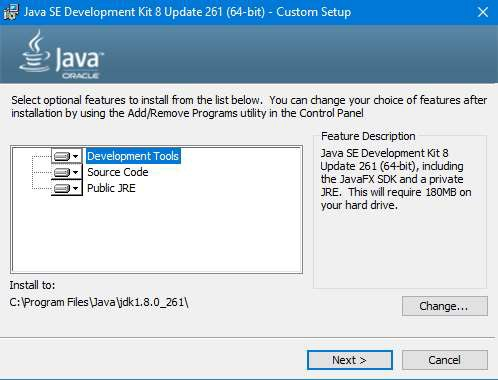 Java SE Development Kit 8 Update 261 (64-bit) - Custom Setup
Java
ORACLE
Select optional features to install from the list below. You can change your choice of features after
installation by using the Add/Remove Programs utility in the Control Panel
Development Tools
Source Code
Public JRE
Feature Description
Java SE Development Kit 8
Update 261 (64-bit), including
the JavaFX SDK and a private
JRE. This will require 180MB on
your hard drive.
Install to:
C:\Program Files\Java\jdk1.8.0_261\
Change...
Next >
Cancel